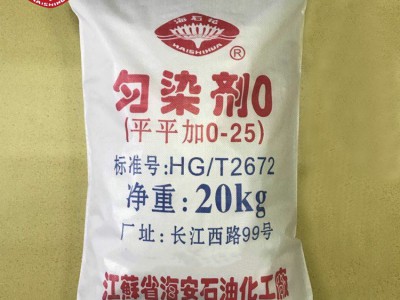 海石花
HAISHIHUA
®
匀染剂O
(平平加O-25)
标准号:HG/T2672
净重:20kg
厂址:长江西路99号
江蘇省海安石油化工廠